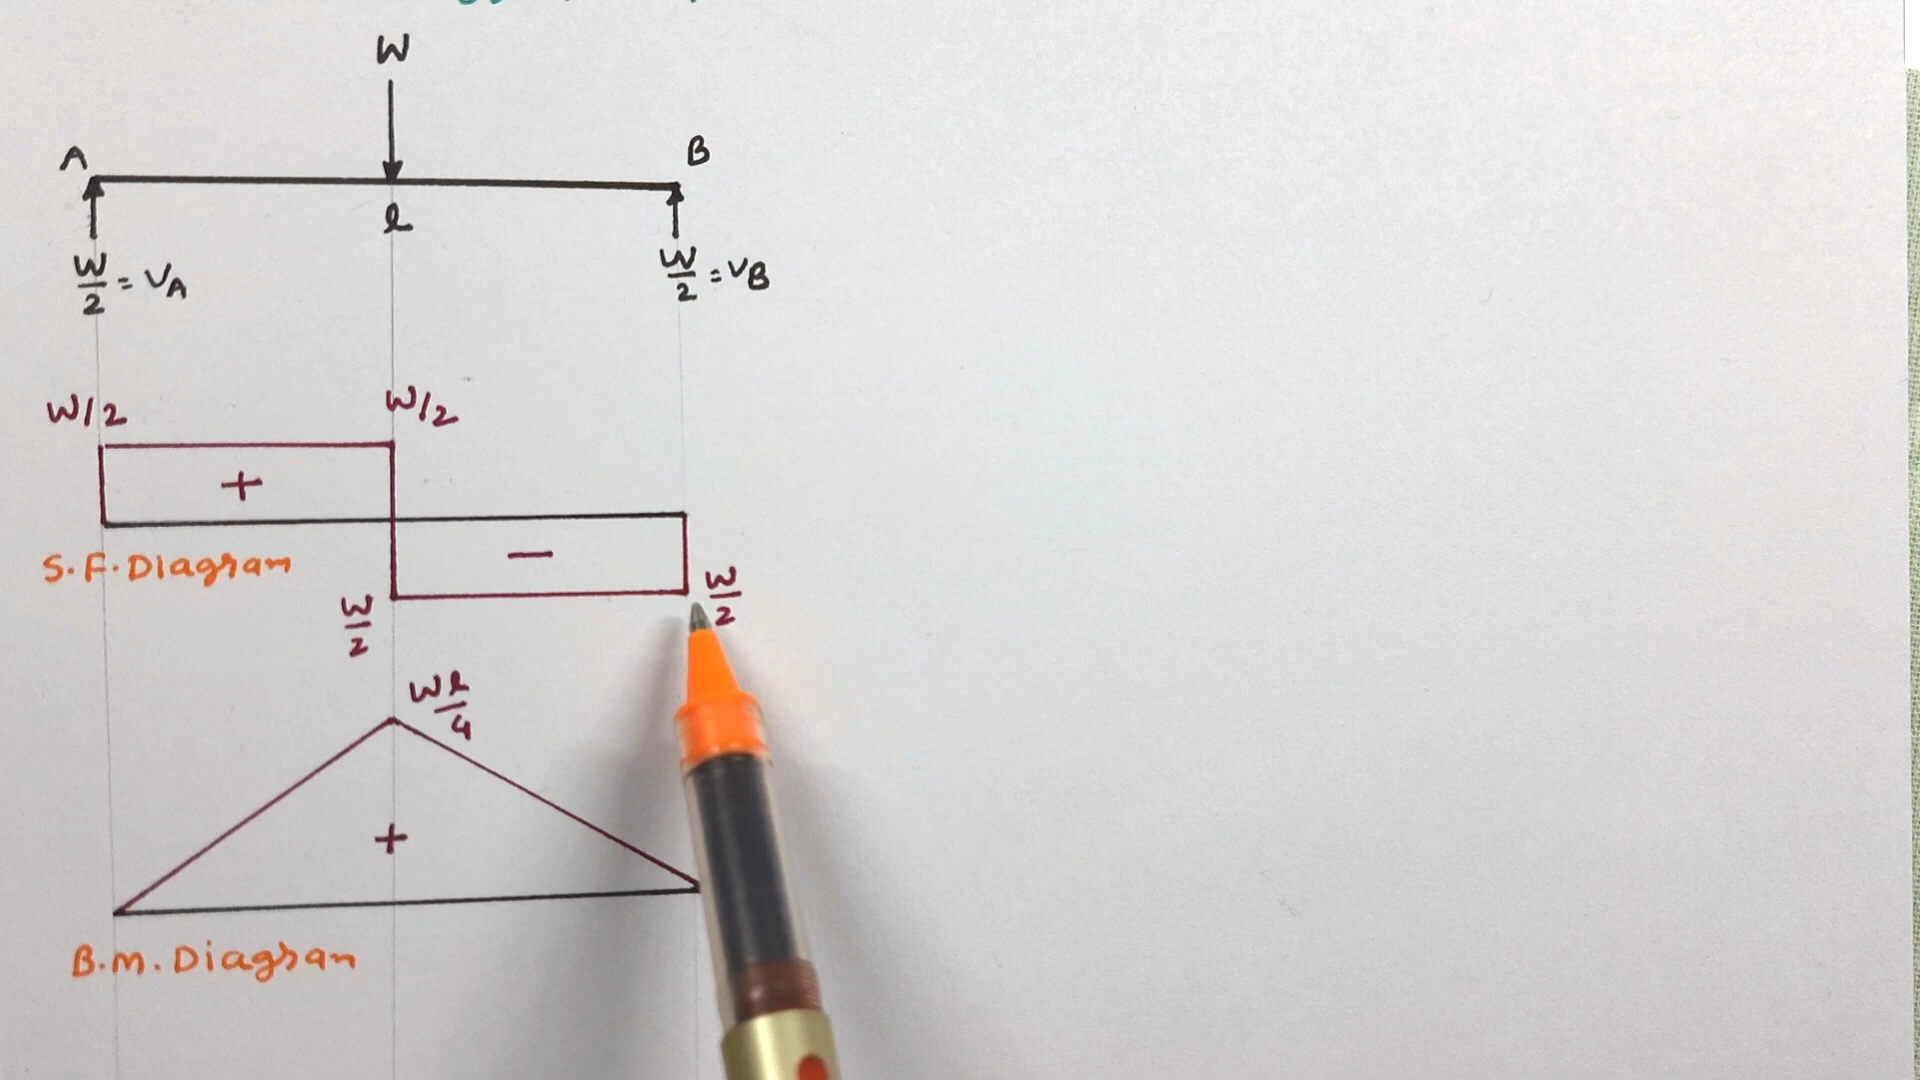 W
A
B
l
W/2 = VA
W/2 = VB
W/2
W/2
+
−
S.F. Diagram
W/2
W/2
Wl/4
+
B.M. Diagram